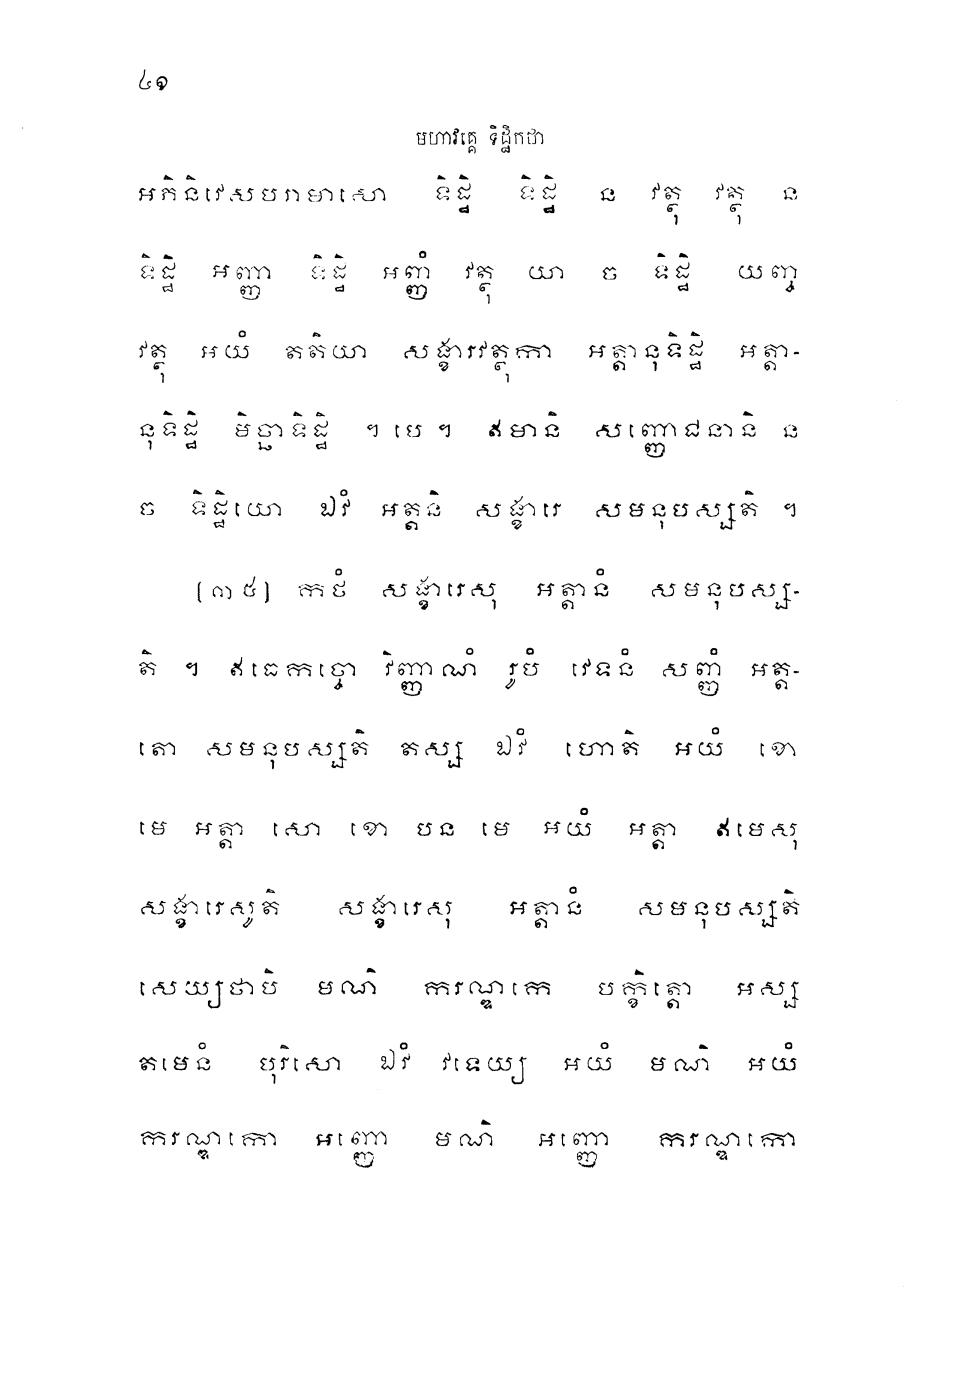 ៤១
មហាវគ្គេ ទិដ្ឋិកថា
អភិនិវេសបរាមាសោ ទិដ្ឋិ ទិដ្ឋិ ន វត្ថុ វត្ថុ ន
ទិដ្ឋិ អញ្ញា ទិដ្ឋិ អញ្ញំ វត្ថុ យា ច ទិដ្ឋិ យញ្ច
វត្ថុ អយំ តតិយា សង្ខារវត្ថុកា អត្តានុទិដ្ឋិ អត្តា-
នុទិដ្ឋិ មិច្ឆាទិដ្ឋិ ។ បេ ។ ឥមានិ សញ្ញោជនានិ ន
ច ទិដ្ឋិយោ ឯវំ អត្តនិ សង្ខារេ សមនុបស្សតិ ។
(៣៥) កថំ សង្ខារេសុ អត្តានំ សមនុបស្ស-
តិ ។ ឥធេកច្ចោ វិញ្ញាណំ រូបំ វេទនំ សញ្ញំ អត្ត-
តោ សមនុបស្សតិ តស្ស ឯវំ ហោតិ អយំ ខោ
មេ អត្តា សោ ខោ បន មេ អយំ អត្តា ឥមេសុ
សង្ខារេសូតិ សង្ខារេសុ អត្តានំ សមនុបស្សតិ
សេយ្យថាបិ មណិ ករណ្ឌកេ បក្ខិត្តោ អស្ស
តមេនំ បុរិសោ ឯវំ វទេយ្យ អយំ មណិ អយំ
ករណ្ឌកោ អញ្ញោ មណិ អញ្ញោ ករណ្ឌកោ